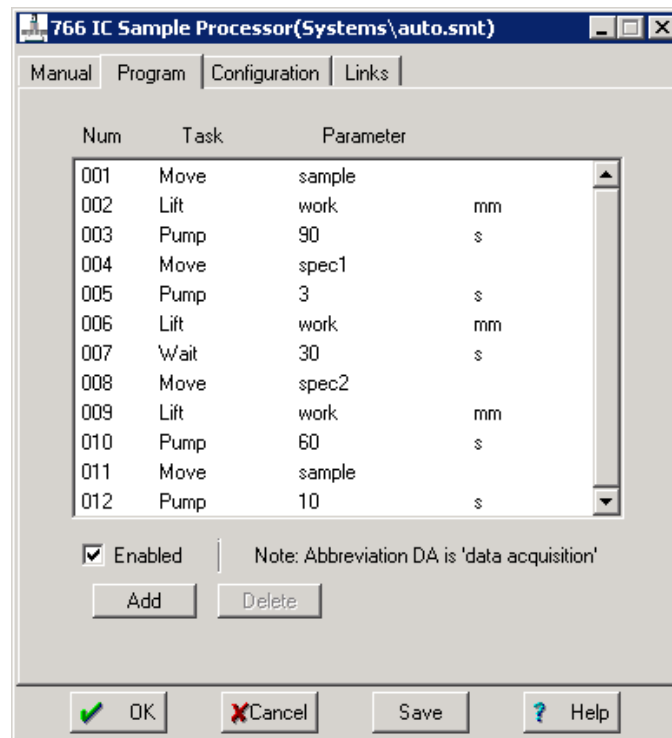 766 IC Sample Processor(Systems\auto.smt)
Manual Program Configuration Links
Num Task Parameter
001 Move sample
002 Lift work mm
003 Pump 90 s
004 Move spec1
005 Pump 3 s
006 Lift work mm
007 Wait 30 s
008 Move spec2
009 Lift work mm
010 Pump 60 s
011 Move sample
012 Pump 10 s
Enabled Note: Abbreviation DA is 'data acquisition'
Add Delete
OK Cancel Save Help